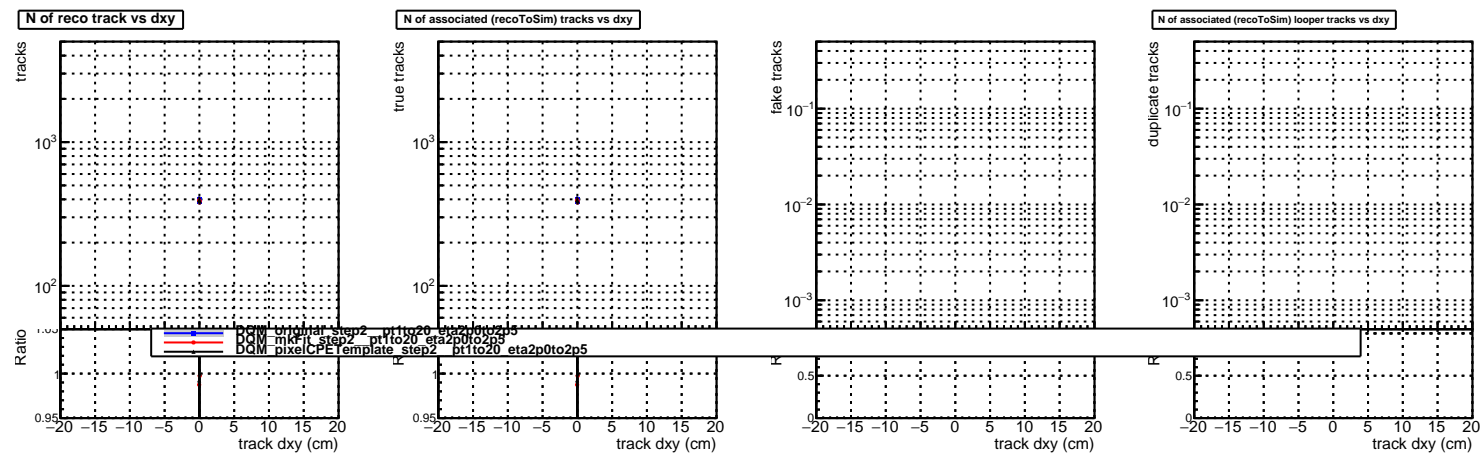 N of reco track vs dxy
N of associated (recoToSim) tracks vs dxy
N of associated (recoToSim) looper tracks vs dxy
tracks
10³
10²
Ratio
1
0.95
−20 −15 −10 −5 0 5 10 15 20
track dxy (cm)
true tracks
10³
10²
1
0.95
−20 −15 −10 −5 0 5 10 15 20
track dxy (cm)
fake tracks
10⁻¹
10⁻²
10⁻³
0.5
0
−20 −15 −10 −5 0 5 10 15 20
track dxy (cm)
duplicate tracks
10⁻¹
10⁻²
10⁻³
0.5
0
−20 −15 −10 −5 0 5 10 15 20
track dxy (cm)
DQM_original_step2__pt1to20_eta2p0to2p5
DQM_mkFit_step2__pt1to20_eta2p0to2p5
DQM_pixelCPETemplate_step2__pt1to20_eta2p0to2p5